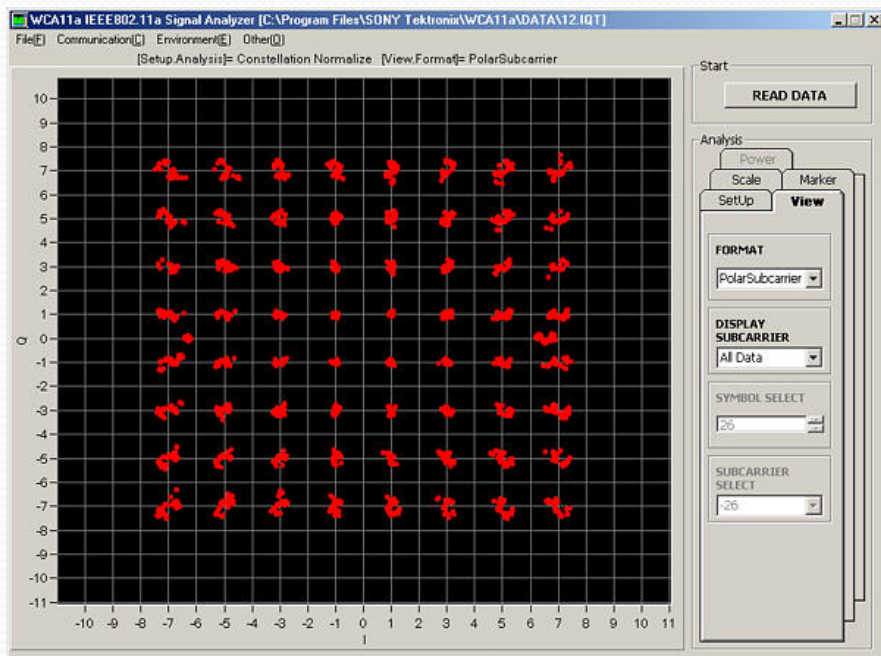 WCA11a IEEE802.11a Signal Analyzer [C:\Program Files\SONY Tektronix\WCA11a\DATA\12.IQT]
File(F) Communication(C) Environment(E) Other(O)
[Setup.Analysis]= Constellation Normalize [View.Format]= PolarSubcarrier
Start
READ DATA
Analysis
Power
Scale Marker
SetUp View
FORMAT
PolarSubcarrier
DISPLAY
SUBCARRIER
All Data
SYMBOL SELECT
26
SUBCARRIER
SELECT
-26
10
9
8
7
6
5
4
3
2
1
0
-1
-2
-3
-4
-5
-6
-7
-8
-9
-10
-11
Q
-10 -9 -8 -7 -6 -5 -4 -3 -2 -1 0 1 2 3 4 5 6 7 8 9 10 11
I